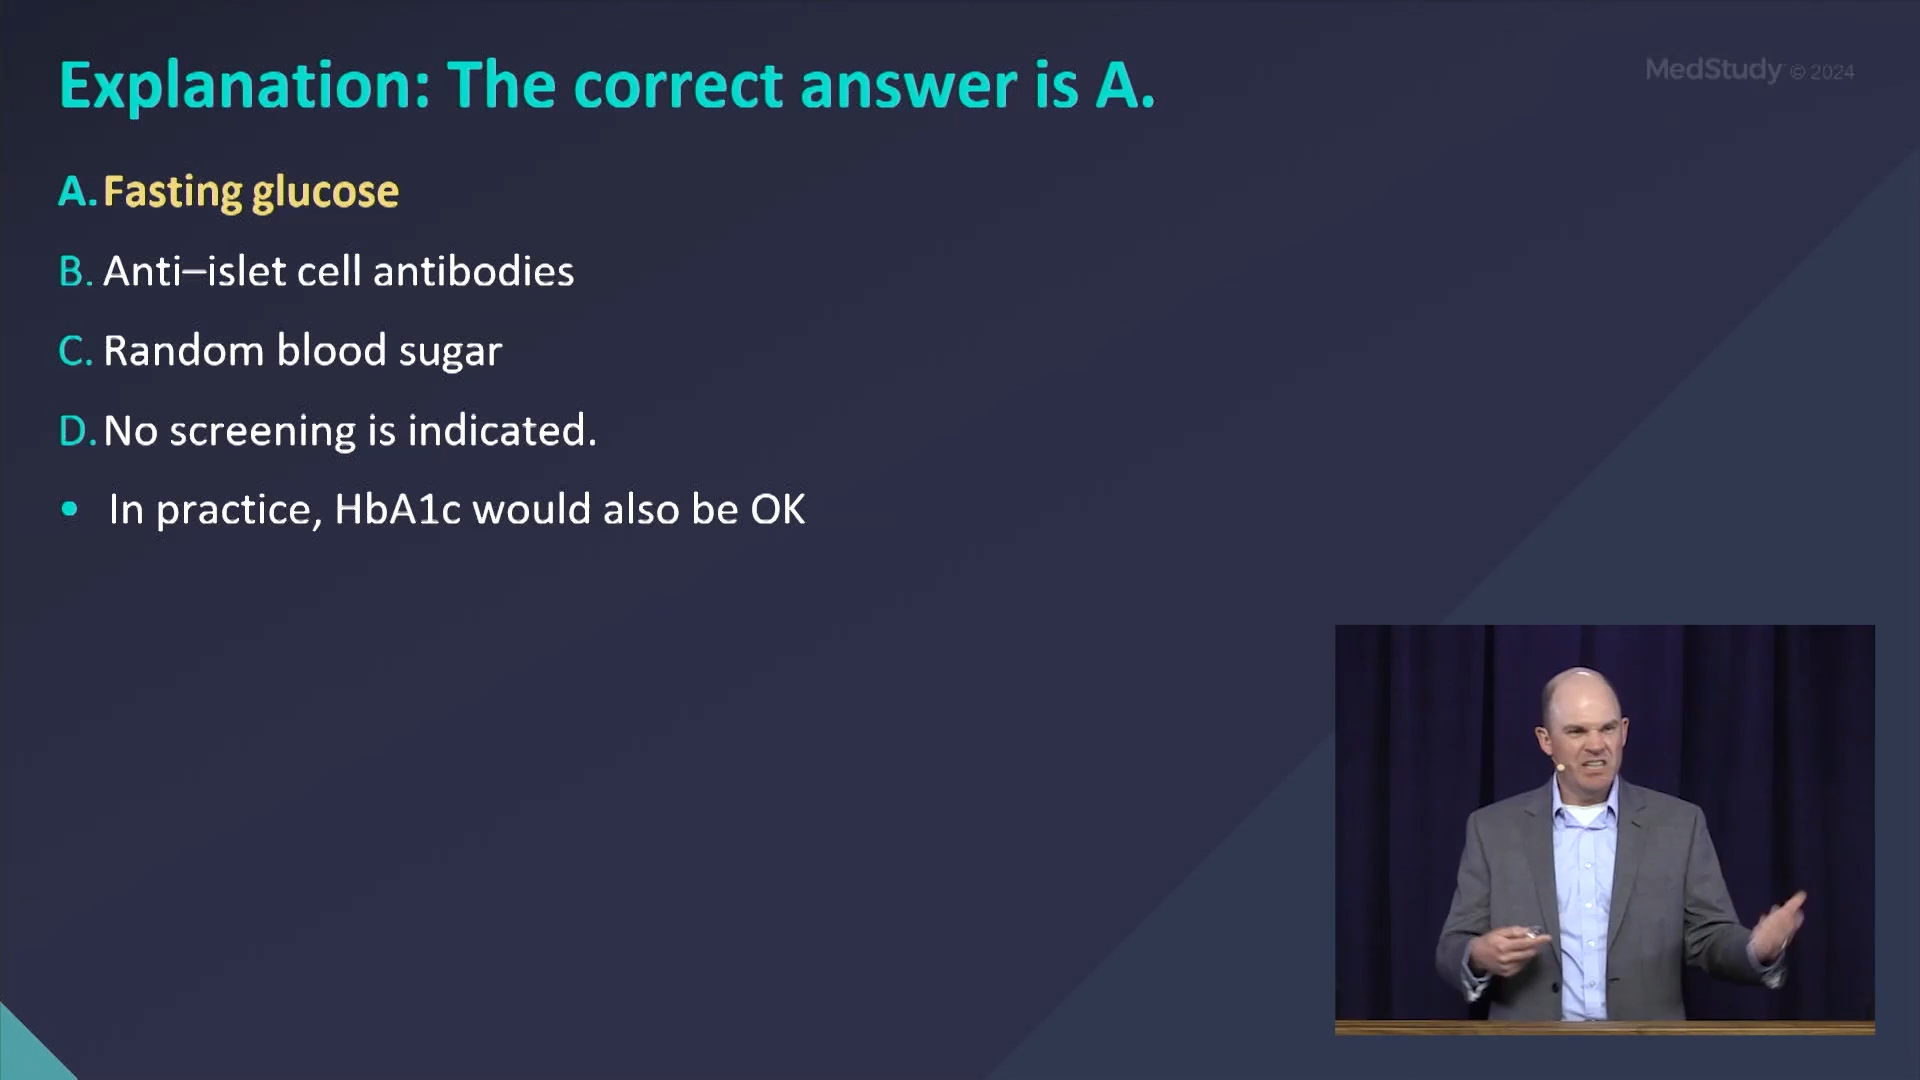 Explanation: The correct answer is A.
MedStudy © 2024
A. Fasting glucose
B. Anti–islet cell antibodies
C. Random blood sugar
D. No screening is indicated.
• In practice, HbA1c would also be OK